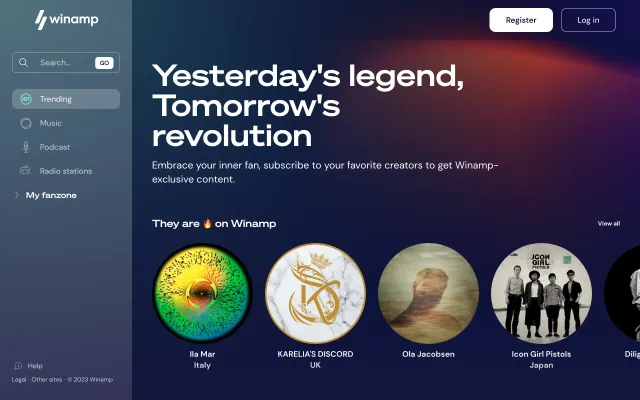 winamp
Register
Log in
Search...
GO
Trending
Music
Podcast
Radio stations
My fanzone
Yesterday's legend,
Tomorrow's
revolution
Embrace your inner fan, subscribe to your favorite creators to get Winamp-
exclusive content.
They are 🔥 on Winamp
View all
ICON
GIRL
PISTOLS
Ila Mar
Italy
KARELIA'S DISCORD
UK
Ola Jacobsen
Icon Girl Pistols
Japan
Dilig
Help
Legal · Other sites · © 2023 Winamp